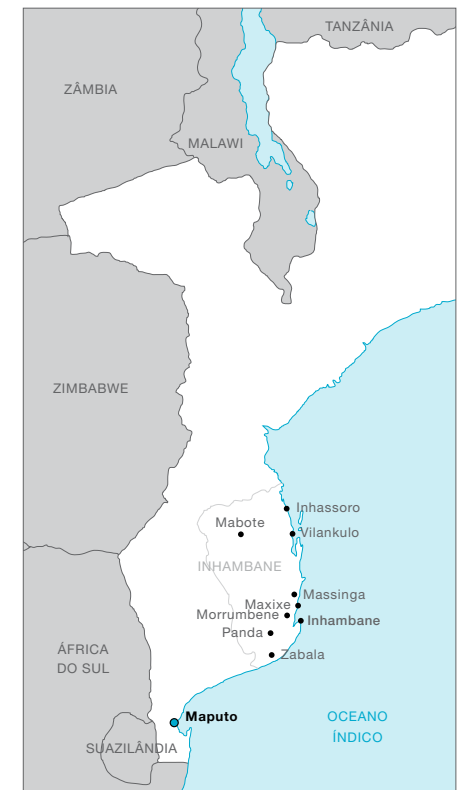 TANZÂNIA
ZÂMBIA
MALAWI
ZIMBABWE
Inhassoro
Mabote
Vilankulo
INHAMBANE
Massinga
Maxixe
Morrumbene
Inhambane
Panda
ÁFRICA
DO SUL
Zabala
Maputo
OCEANO
ÍNDICO
SUAZILÂNDIA